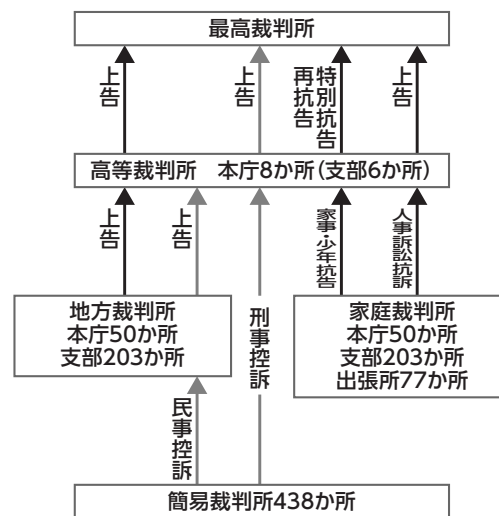 最高裁判所
上告
上告
特別抗告
再抗告
上告
高等裁判所　本庁8か所（支部6か所）
上告
上告
家事・少年抗告
人事訴訟抗訴
地方裁判所
本庁50か所
支部203か所
刑事控訴
家庭裁判所
本庁50か所
支部203か所
出張所77か所
民事控訴
簡易裁判所438か所